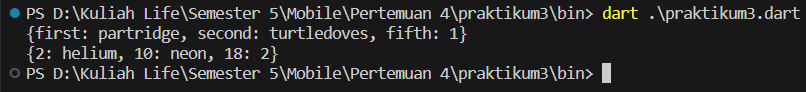 PS D:\Kuliah Life\Semester 5\Mobile\Pertemuan 4\praktikum3\bin> dart .\praktikum3.dart
{first: partridge, second: turtledoves, fifth: 1}
{2: helium, 10: neon, 18: 2}
PS D:\Kuliah Life\Semester 5\Mobile\Pertemuan 4\praktikum3\bin>